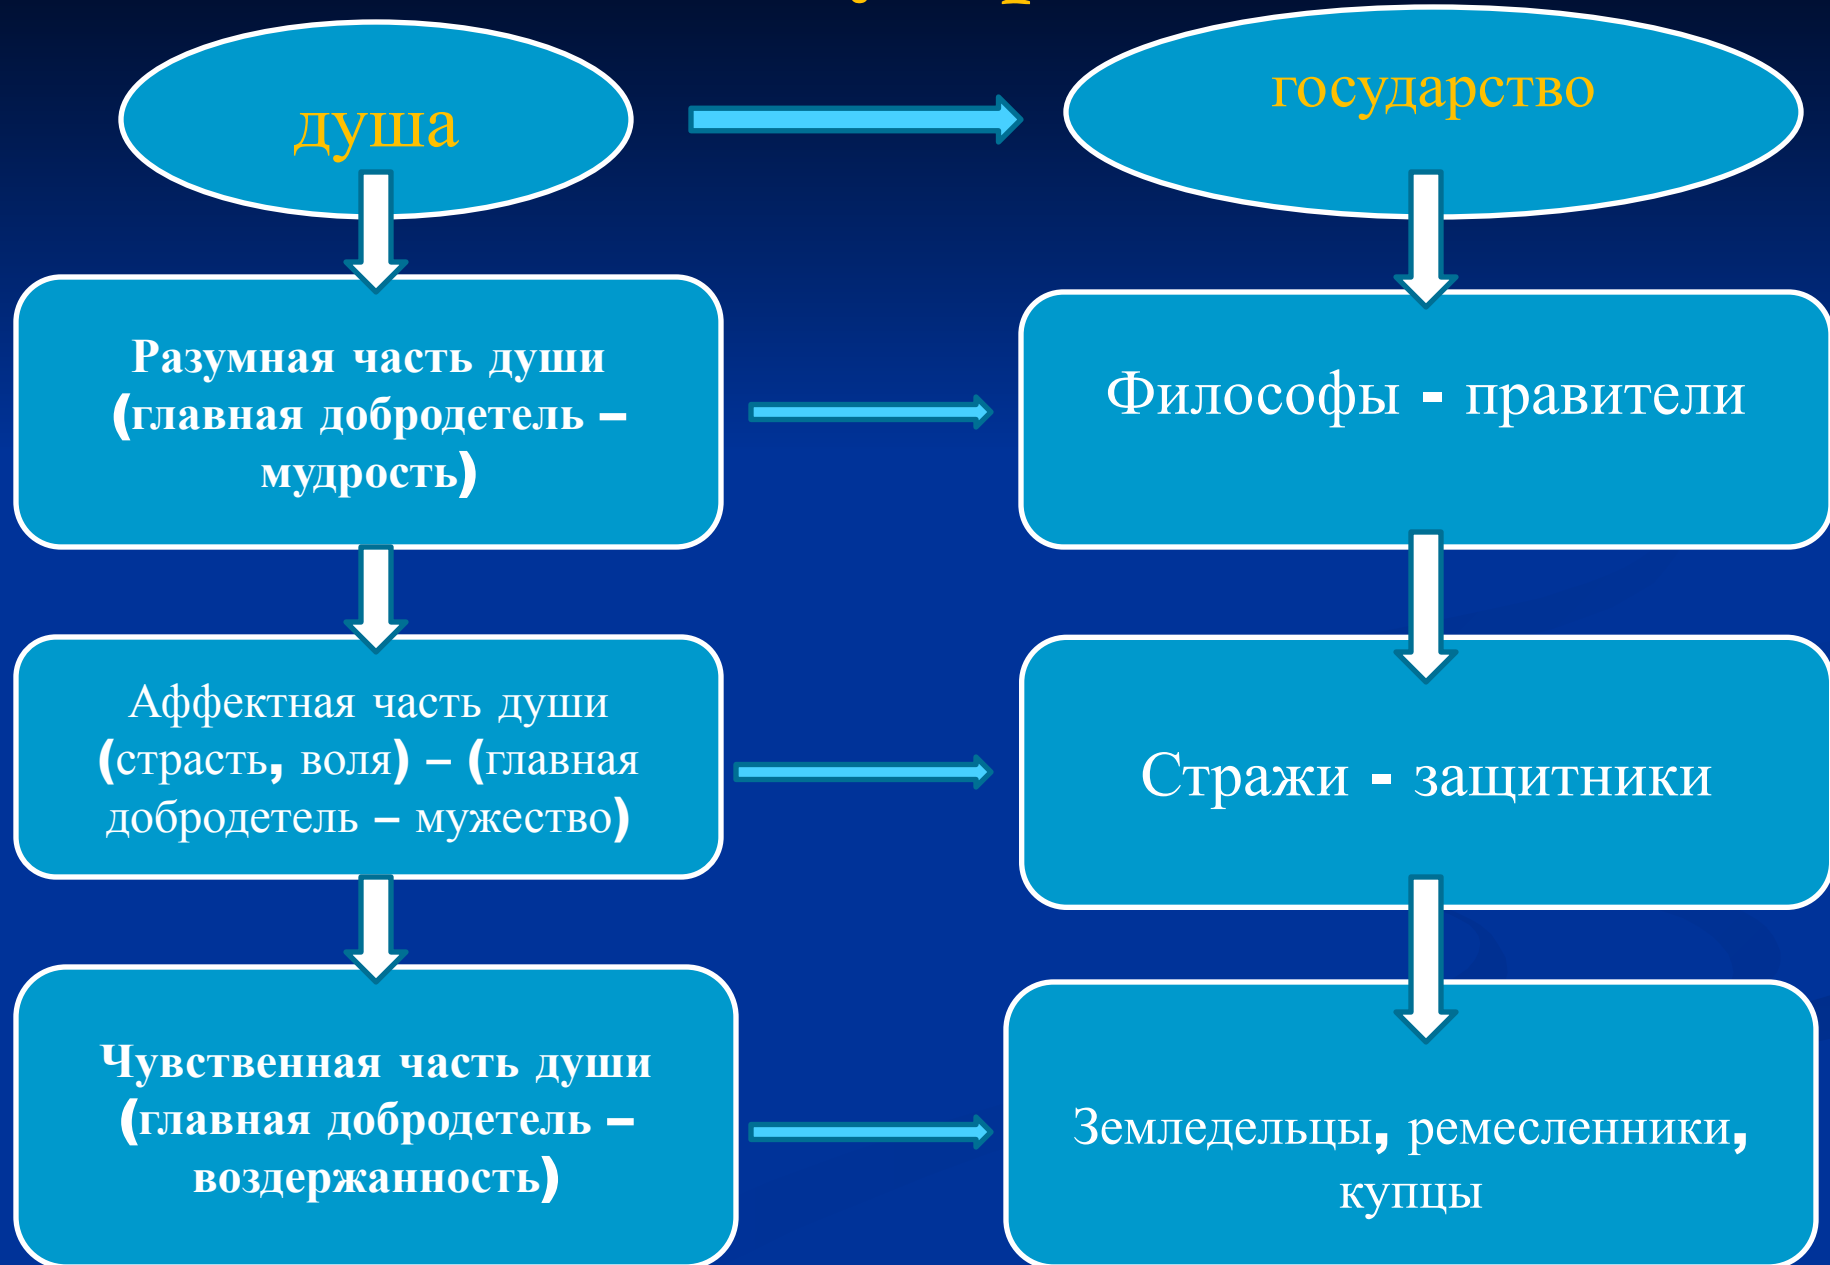 душа
государство
Разумная часть души
(главная добродетель –
мудрость)
Философы - правители
Аффектная часть души
(страсть, воля) – (главная
добродетель – мужество)
Стражи - защитники
Чувственная часть души
(главная добродетель –
воздержанность)
Земледельцы, ремесленники,
купцы